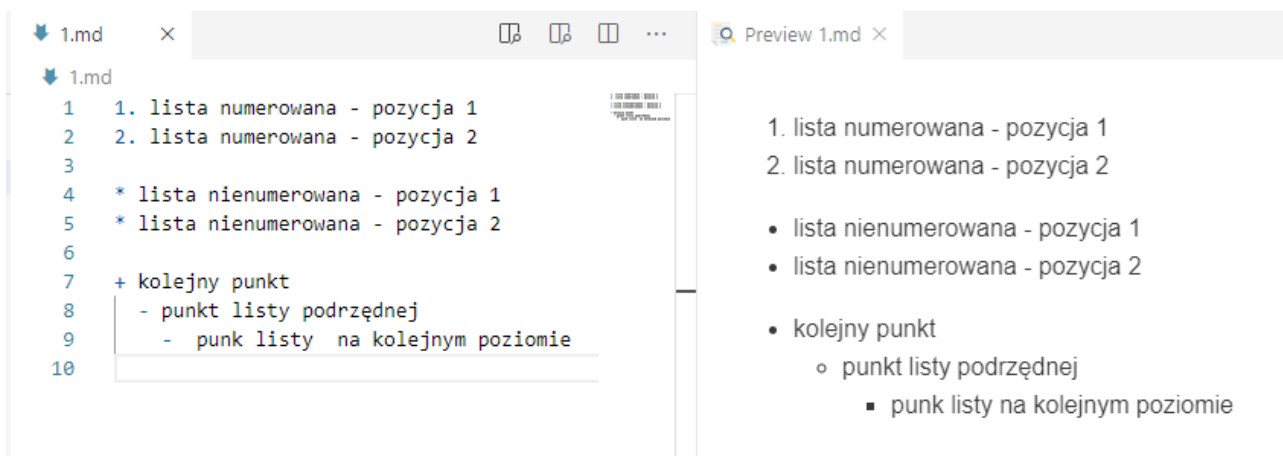 1.md
1.md
1 1. lista numerowana - pozycja 1
2 2. lista numerowana - pozycja 2
3
4 * lista nienumerowana - pozycja 1
5 * lista nienumerowana - pozycja 2
6
7 + kolejny punkt
8 - punkt listy podrzędnej
9 -  punk listy  na kolejnym poziomie
10
Preview 1.md
1. lista numerowana - pozycja 1
2. lista numerowana - pozycja 2
• lista nienumerowana - pozycja 1
• lista nienumerowana - pozycja 2
• kolejny punkt
◦ punkt listy podrzędnej
▪ punk listy na kolejnym poziomie